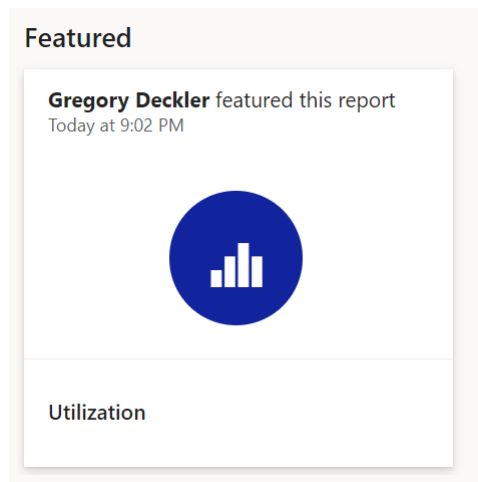 Featured
Gregory Deckler featured this report
Today at 9:02 PM
Utilization